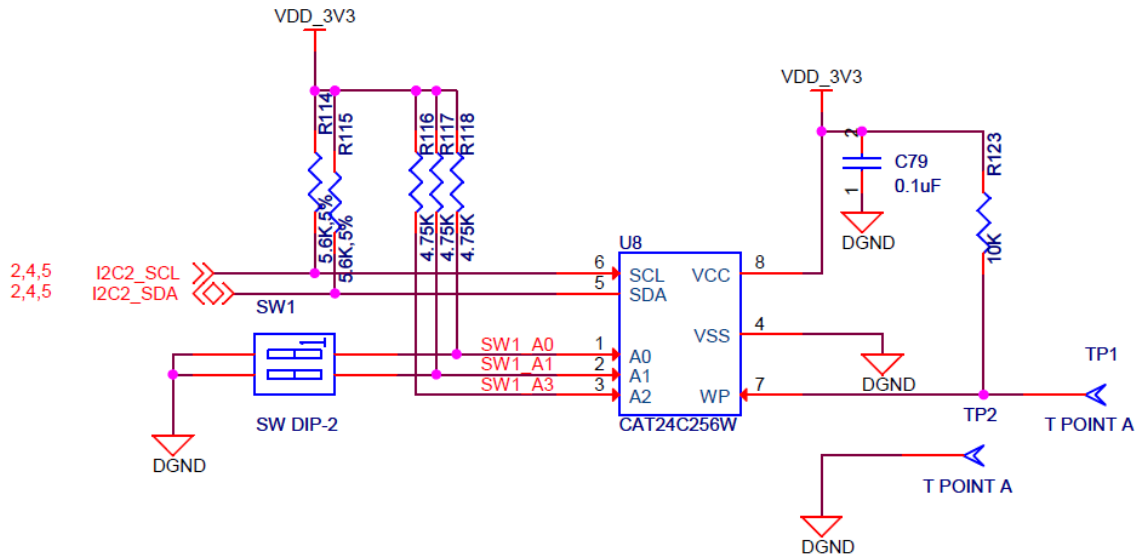 VDD_3V3
VDD_3V3
R114
R115
R116
R117
R118
5.6K,5%
5.6K,5%
4.75K
4.75K
4.75K
2
C79
1
0.1uF
R123
10K
DGND
U8
2,4,5
I2C2_SCL
6
SCL
VCC
8
2,4,5
I2C2_SDA
5
SDA
SW1
VSS
4
DGND
SW1_A0
1
A0
SW1_A1
2
A1
SW1_A3
3
A2
WP
7
TP1
TP2
T POINT A
SW DIP-2
CAT24C256W
DGND
T POINT A
DGND